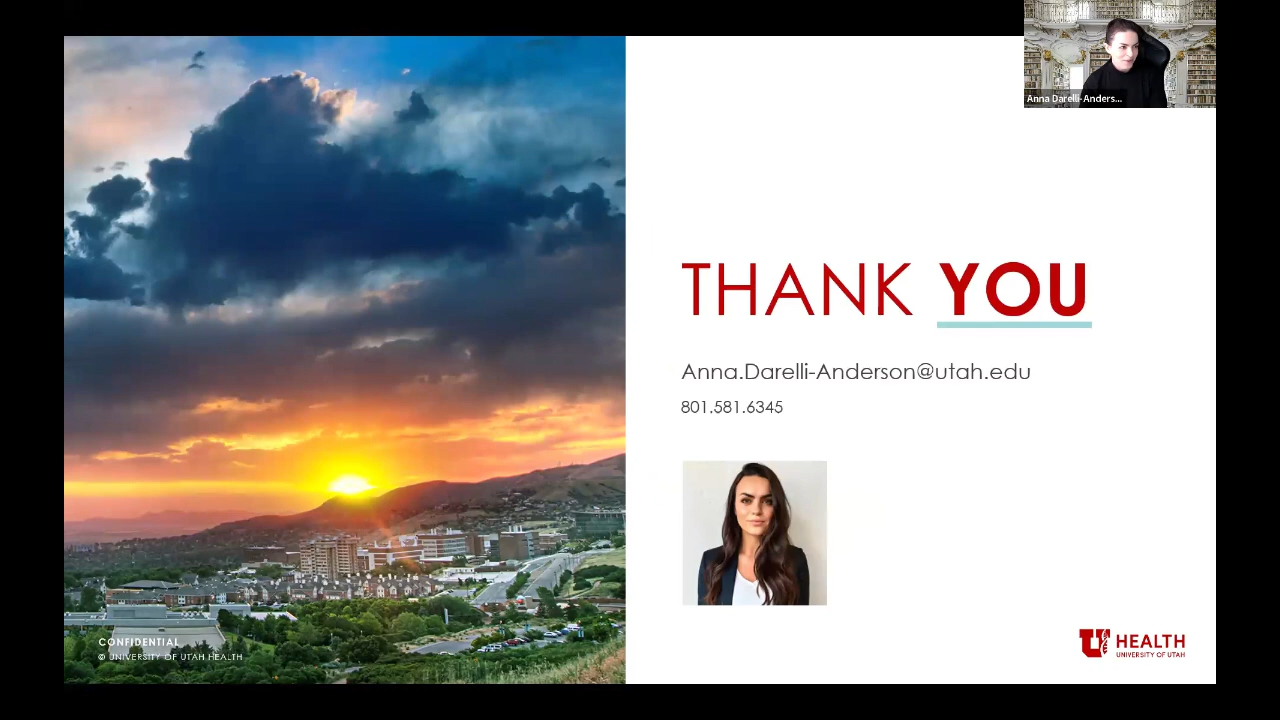 Anna Darelli-Anders...
THANK YOU
Anna.Darelli-Anderson@utah.edu
801.581.6345
CONFIDENTIAL
© UNIVERSITY OF UTAH HEALTH
U HEALTH
UNIVERSITY OF UTAH